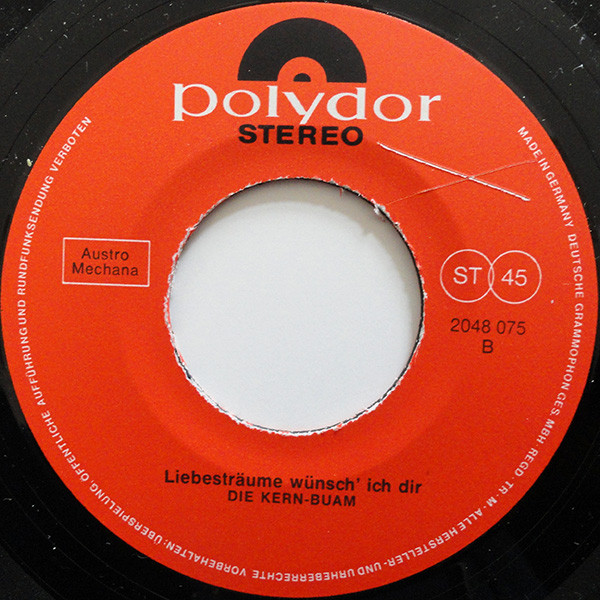 polydor
STEREO
Austro
Mechana
ST 45
2048 075
B
Liebesträume wünsch' ich dir
DIE KERN-BUAM
MADE IN GERMANY DEUTSCHE GRAMMOPHON GES. MBH · REGD · TR · M · ALLE HERSTELLER- UND URHEBERRECHTE VORBEHALTEN: ÜBERSPIELUNG, ÖFFENTLICHE AUFFÜHRUNG UND RUNDFUNKSENDUNG VERBOTEN